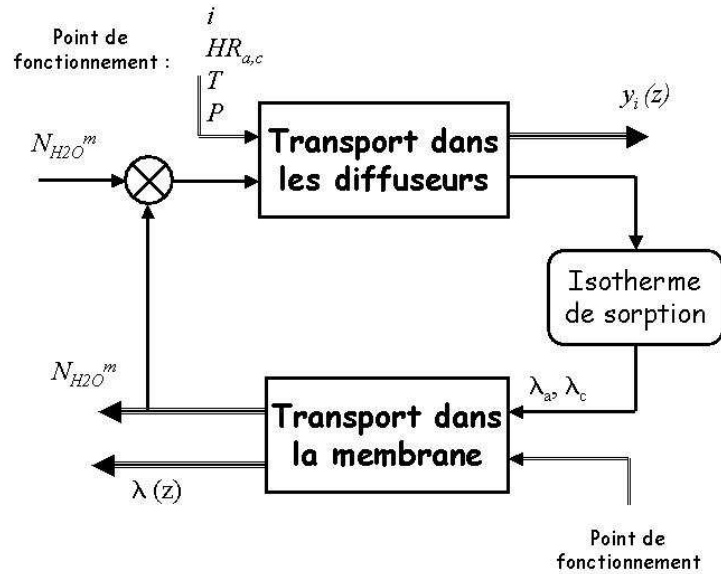 Point de
fonctionnement :
i
HR_{a,c}
T
P
y_i (z)
N_{H2O}^m
Transport dans
les diffuseurs
Isotherme
de sorption
N_{H2O}^m
λ_a, λ_c
Transport dans
la membrane
λ (z)
Point de
fonctionnement